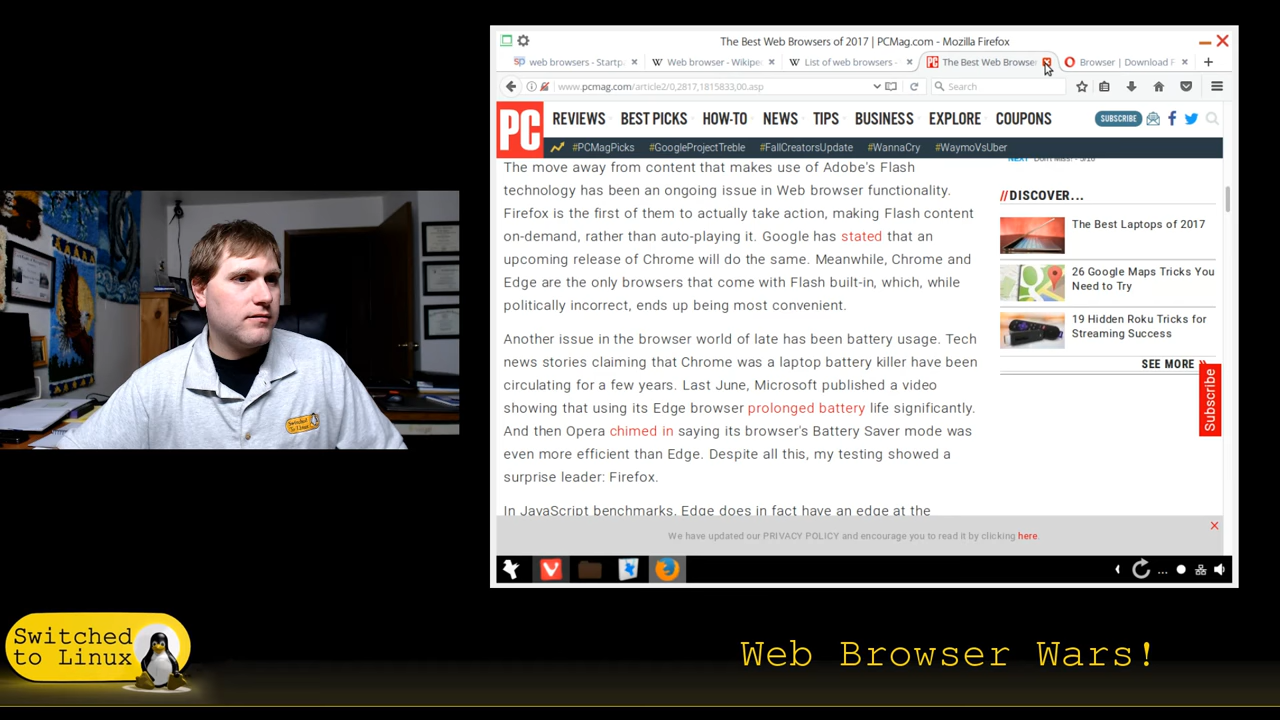 The Best Web Browsers of 2017 | PCMag.com - Mozilla Firefox
web browsers - Startp
Web browser - Wikipe
List of web browsers -
The Best Web Browser
Browser | Download F
www.pcmag.com/article2/0,2817,1815833,00.asp
Search
PC
REVIEWS BEST PICKS HOW-TO NEWS TIPS BUSINESS EXPLORE COUPONS
SUBSCRIBE
#PCMagPicks #GoogleProjectTreble #FallCreatorsUpdate #WannaCry #WaymoVsUber
The move away from content that makes use of Adobe's Flash
technology has been an ongoing issue in Web browser functionality.
Firefox is the first of them to actually take action, making Flash content
on-demand, rather than auto-playing it. Google has stated that an
upcoming release of Chrome will do the same. Meanwhile, Chrome and
Edge are the only browsers that come with Flash built-in, which, while
politically incorrect, ends up being most convenient.
Another issue in the browser world of late has been battery usage. Tech
news stories claiming that Chrome was a laptop battery killer have been
circulating for a few years. Last June, Microsoft published a video
showing that using its Edge browser prolonged battery life significantly.
And then Opera chimed in saying its browser's Battery Saver mode was
even more efficient than Edge. Despite all this, my testing showed a
surprise leader: Firefox.
In JavaScript benchmarks, Edge does in fact have an edge at the
//DISCOVER...
The Best Laptops of 2017
26 Google Maps Tricks You
Need to Try
19 Hidden Roku Tricks for
Streaming Success
SEE MORE
Subscribe
We have updated our PRIVACY POLICY and encourage you to read it by clicking here.
Switched
to Linux
Switched
to Linux
Web Browser Wars!